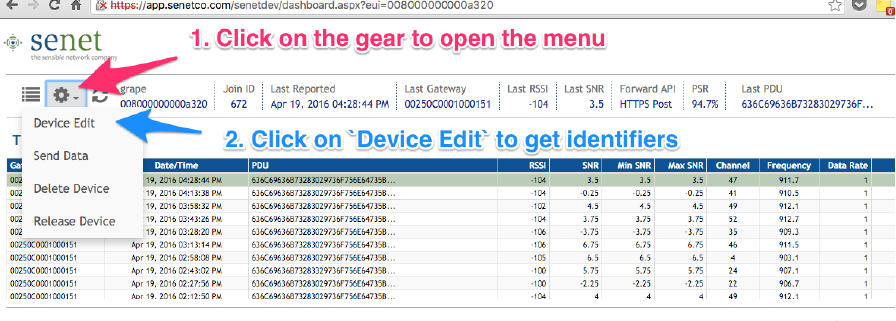 https://app.senetco.com/senetdev/dashboard.aspx?eui=008000000000a320
senet
the sensible network company
1. Click on the gear to open the menu
grape Join ID Last Reported Last Gateway Last RSSI Last SNR Forward API PSR Last PDU
008000000000a320 672 Apr 19, 2016 04:28:44 PM 00250C0001000151 -104 3.5 HTTPS Post 94.7% 636C69636B73283029736F...
Device Edit
2. Click on `Device Edit` to get identifiers
Send Data
Delete Device
Release Device
T
Gat Date/Time PDU RSSI SNR Min SNR Max SNR Channel Frequency Data Rate
0025 19, 2016 04:28:44 PM 636C69636B73283029736F756E64735B... -104 3.5 3.5 3.5 47 911.7 1
0025 19, 2016 04:13:38 PM 636C69636B73283029736F756E64735B... -104 -0.25 -0.25 -0.25 41 910.5 1
0025 19, 2016 03:58:32 PM 636C69636B73283029736F756E64735B... -102 4.5 4.5 4.5 49 912.1 1
0025 19, 2016 03:43:26 PM 636C69636B73283029736F756E64735B... -104 3.75 3.75 3.75 52 912.7 1
0025 19, 2016 03:28:20 PM 636C69636B73283029736F756E64735B... -106 -3.75 -3.75 -3.75 35 909.3 1
00250C0001000151 Apr 19, 2016 03:13:14 PM 636C69636B73283029736F756E64735B... -106 6.75 6.75 6.75 46 911.5 1
00250C0001000151 Apr 19, 2016 02:58:08 PM 636C69636B73283029736F756E64735B... -105 6.5 6.5 6.5 4 903.1 1
00250C0001000151 Apr 19, 2016 02:43:02 PM 636C69636B73283329736F756E64735B... -100 5.75 5.75 5.75 24 907.1 1
00250C0001000151 Apr 19, 2016 02:27:56 PM 636C69636B73283029736F756E64735B... -100 -2.25 -2.25 -2.25 22 906.7 1
00250C0001000151 Apr 19, 2016 02:12:50 PM 636C69636B73283029736F756E64735B... -104 4 4 4 49 912.1 1